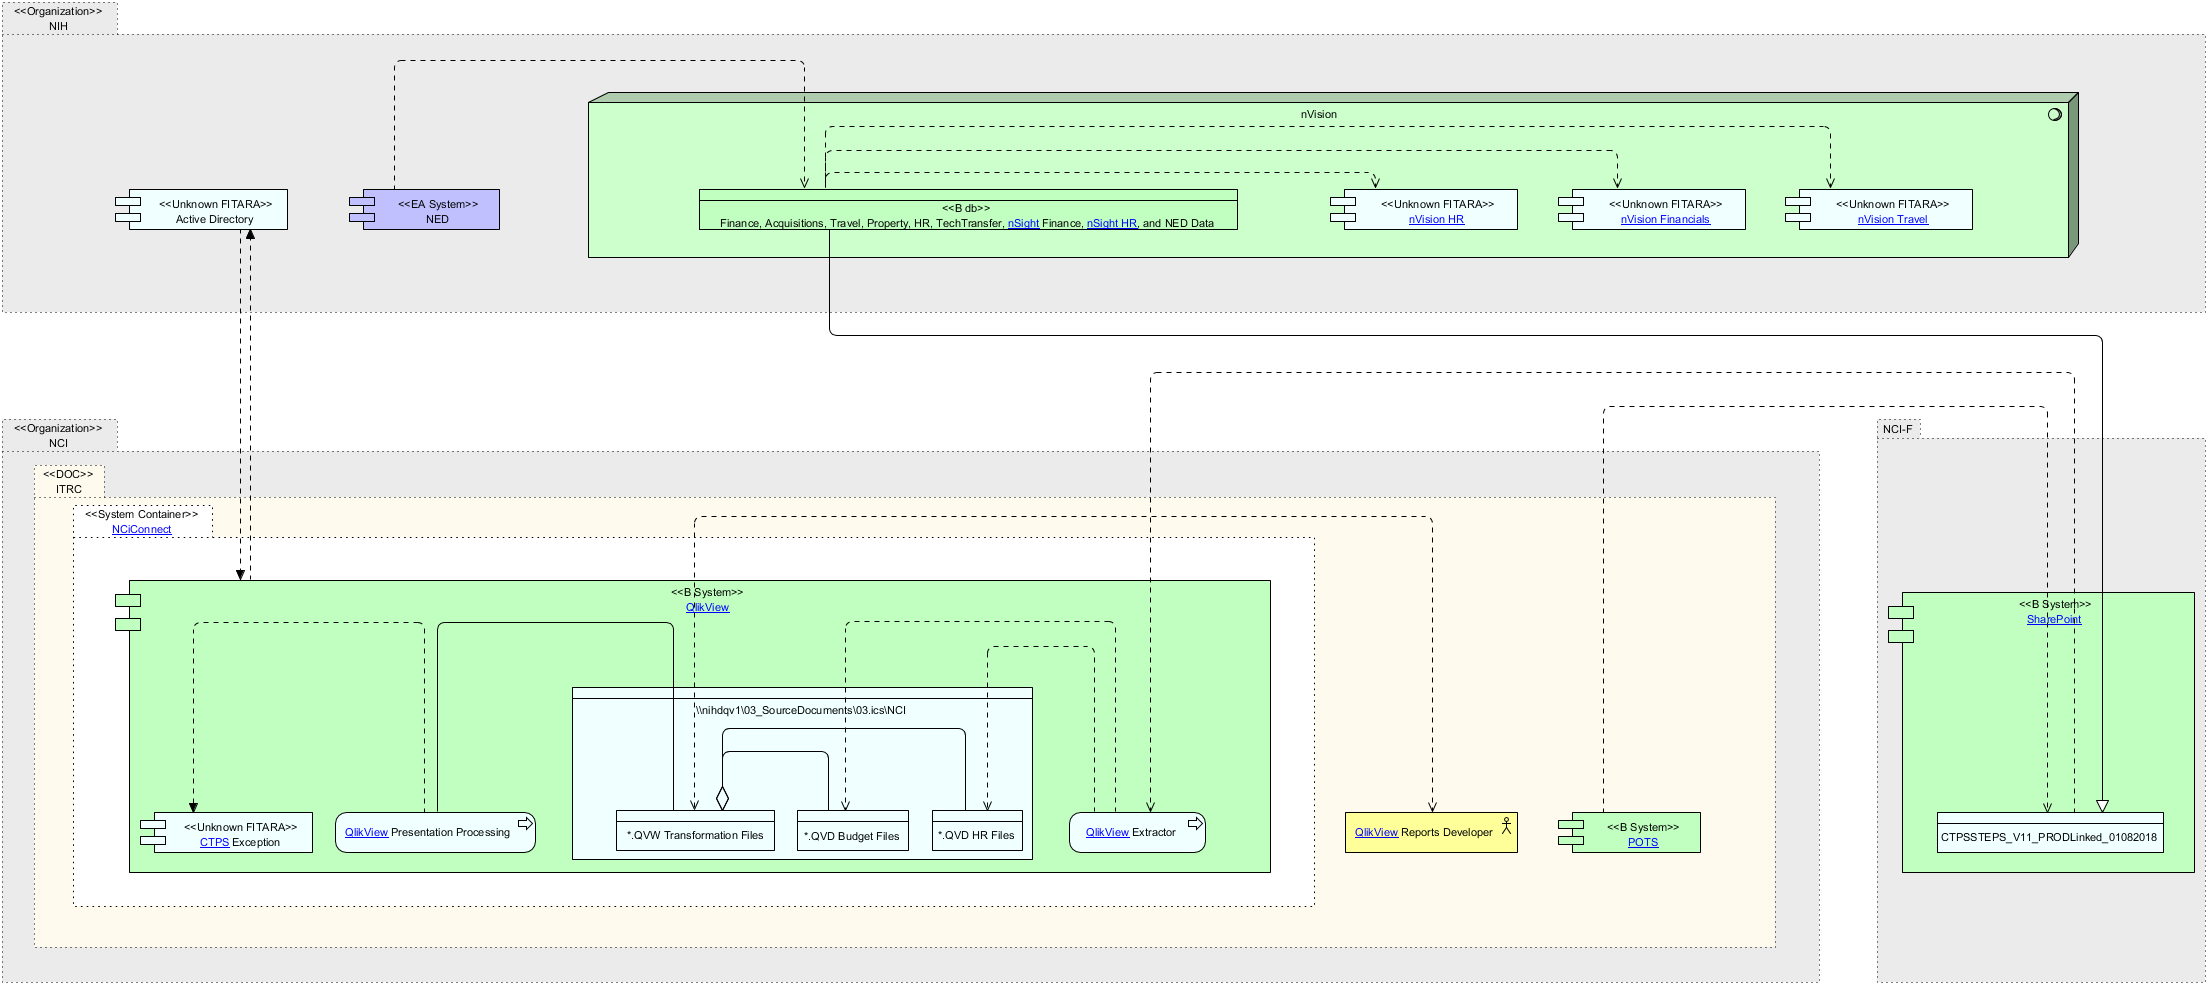 <<Organization>>
NIH
nVision
<<Unknown FITARA>>
Active Directory
<<EA System>>
NED
<<B db>>
Finance, Acquisitions, Travel, Property, HR, TechTransfer, nSight Finance, nSight HR, and NED Data
<<Unknown FITARA>>
nVision HR
<<Unknown FITARA>>
nVision Financials
<<Unknown FITARA>>
nVision Travel
<<Organization>>
NCI
NCI-F
<<DOC>>
ITRC
<<System Container>>
NCiConnect
<<B System>>
QlikView
<<B System>>
SharePoint
\\nihdqv1\03_SourceDocuments\03.ics\NCI
<<Unknown FITARA>>
CTPS Exception
QlikView Presentation Processing
*.QVW Transformation Files
*.QVD Budget Files
*.QVD HR Files
QlikView Extractor
QlikView Reports Developer
<<B System>>
POTS
CTPSSTEPS_V11_PRODLinked_01082018